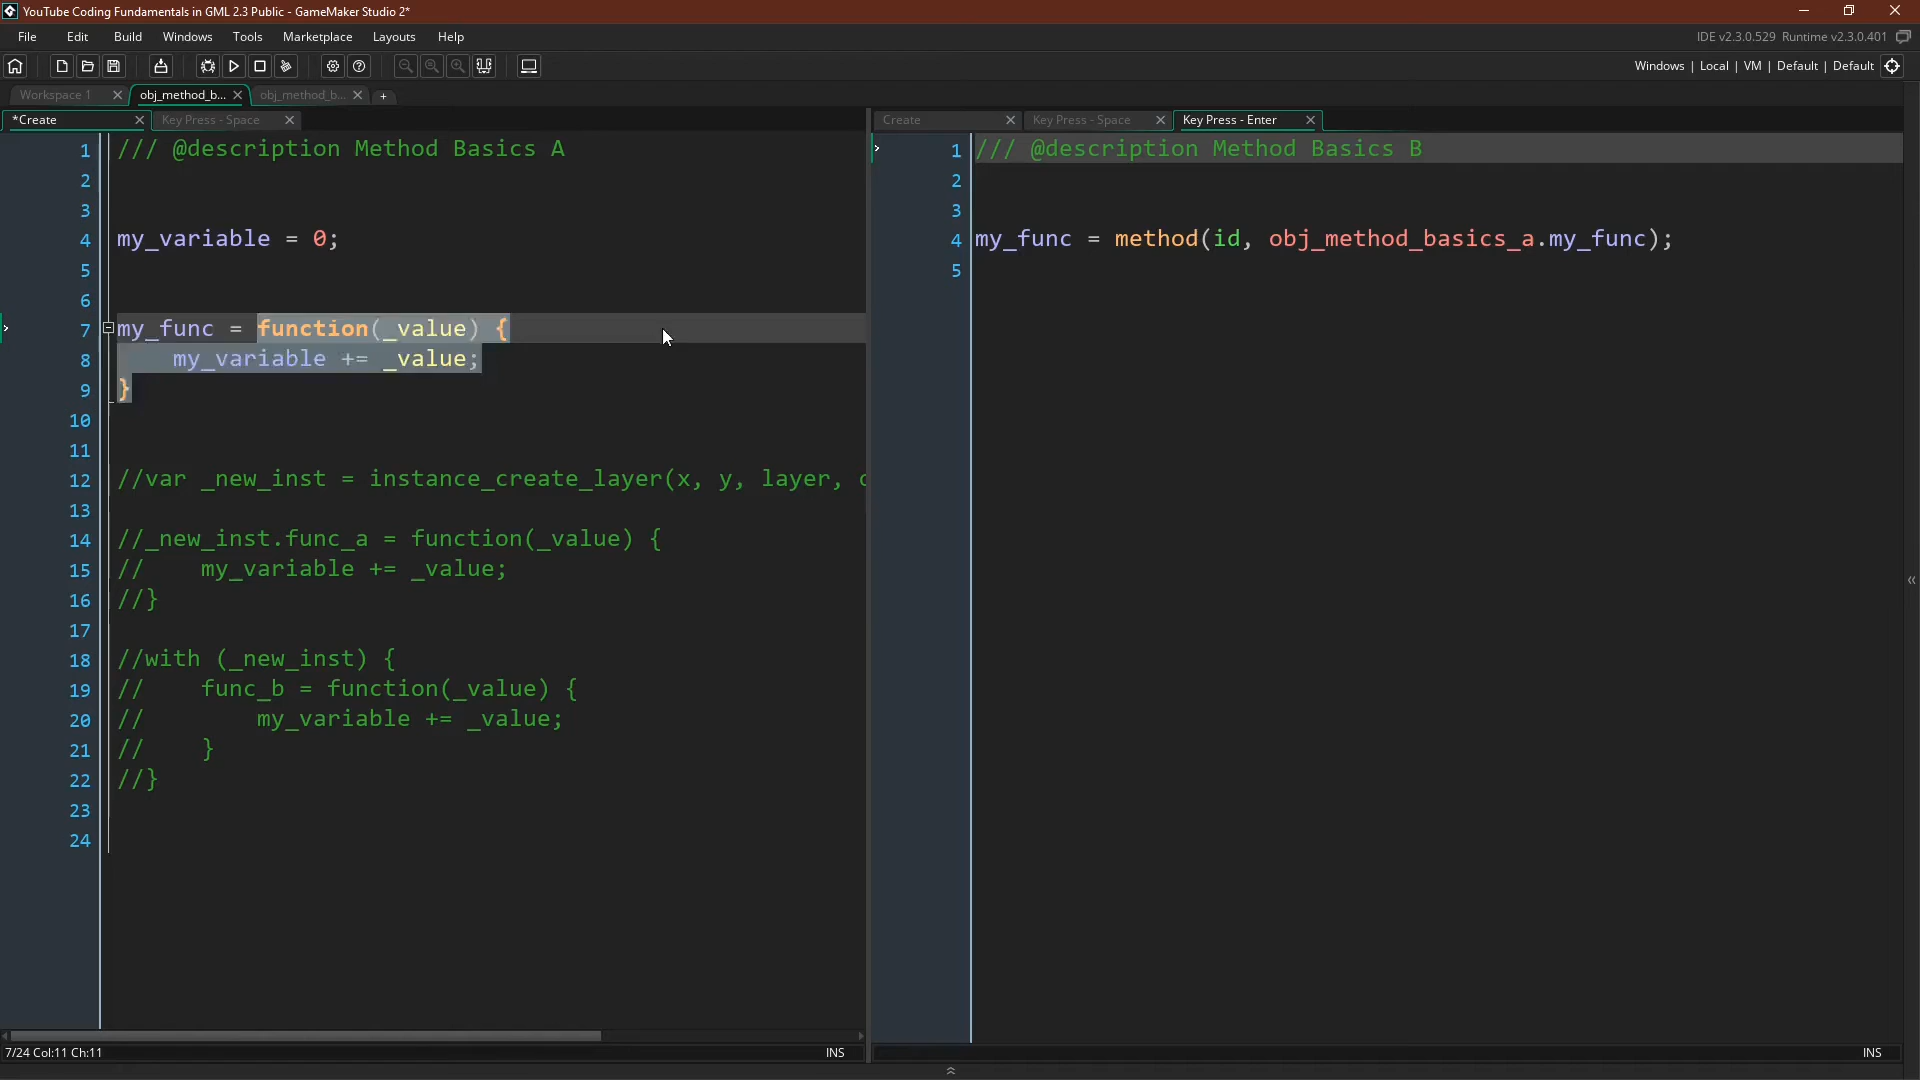 YouTube Coding Fundamentals in GML 2.3 Public - GameMaker Studio 2*
File Edit Build Windows Tools Marketplace Layouts Help
IDE v2.3.0.529 Runtime v2.3.0.401
Windows | Local | VM | Default | Default
Workspace 1 obj_method_b... obj_method_b... +
*Create Key Press - Space
1 /// @description Method Basics A
2
3
4 my_variable = 0;
5
6
7 my_func = function(_value) {
8 my_variable += _value;
9 }
10
11
12 //var _new_inst = instance_create_layer(x, y, layer,
13
14 //_new_inst.func_a = function(_value) {
15 // my_variable += _value;
16 //}
17
18 //with (_new_inst) {
19 // func_b = function(_value) {
20 // my_variable += _value;
21 // }
22 //}
23
24
7/24 Col:11 Ch:11 INS
Create Key Press - Space Key Press - Enter
1 /// @description Method Basics B
2
3
4 my_func = method(id, obj_method_basics_a.my_func);
5
INS